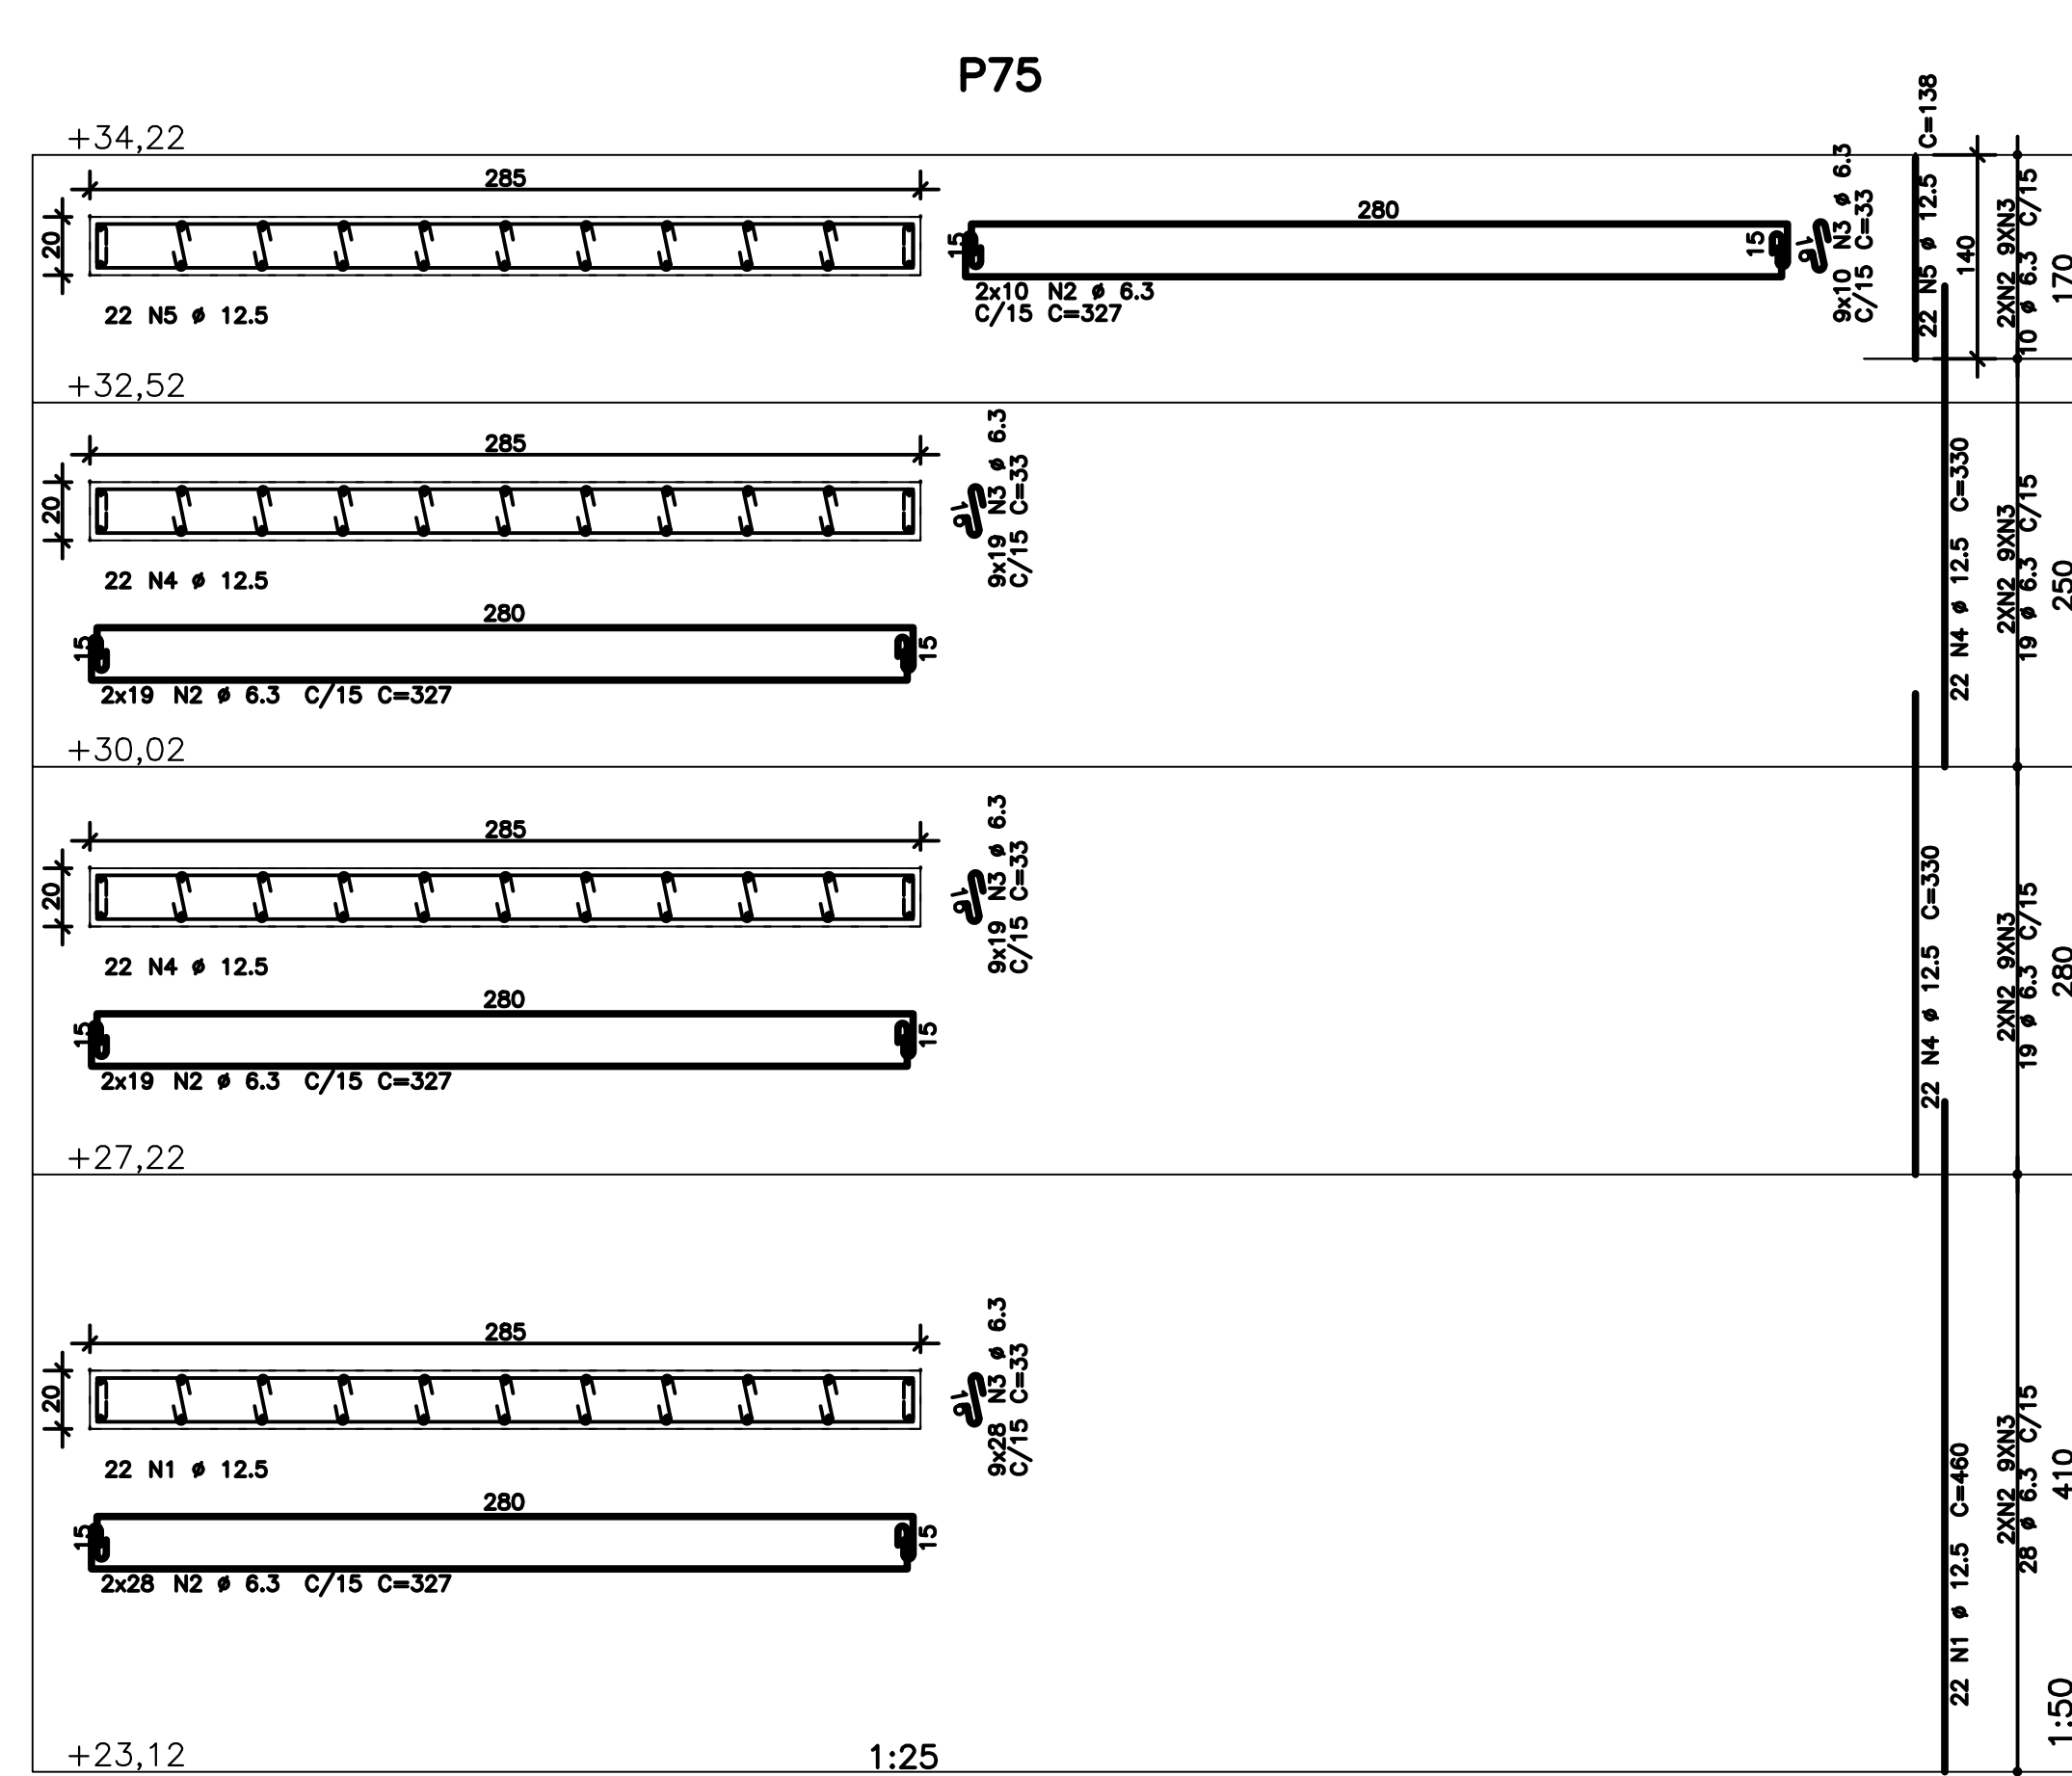 P75
+34,22
285
20
22 N5 ø 12.5
280
15
15
2x10 N2 ø 6.3
C/15 C=327
16
9x10 N3 ø 6.3
C/15 C=33
22 N5 ø 12.5 C=138
140
2XN2 9XN3
10 ø 6.3 C/15
170
+32,52
285
20
22 N4 ø 12.5
16
9x19 N3 ø 6.3
C/15 C=33
280
15
15
2x19 N2 ø 6.3 C/15 C=327
22 N4 ø 12.5 C=330
2XN2 9XN3
19 ø 6.3 C/15
250
+30,02
285
20
22 N4 ø 12.5
16
9x19 N3 ø 6.3
C/15 C=33
280
15
15
2x19 N2 ø 6.3 C/15 C=327
22 N4 ø 12.5 C=330
2XN2 9XN3
19 ø 6.3 C/15
280
+27,22
285
20
22 N1 ø 12.5
16
9x28 N3 ø 6.3
C/15 C=33
280
15
15
2x28 N2 ø 6.3 C/15 C=327
22 N1 ø 12.5 C=460
2XN2 9XN3
28 ø 6.3 C/15
410
+23,12
1:25
1:50